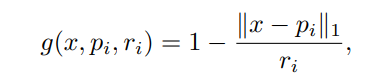 g(x, p_i, r_i) = 1 − ‖x − p_i‖_1 / r_i,